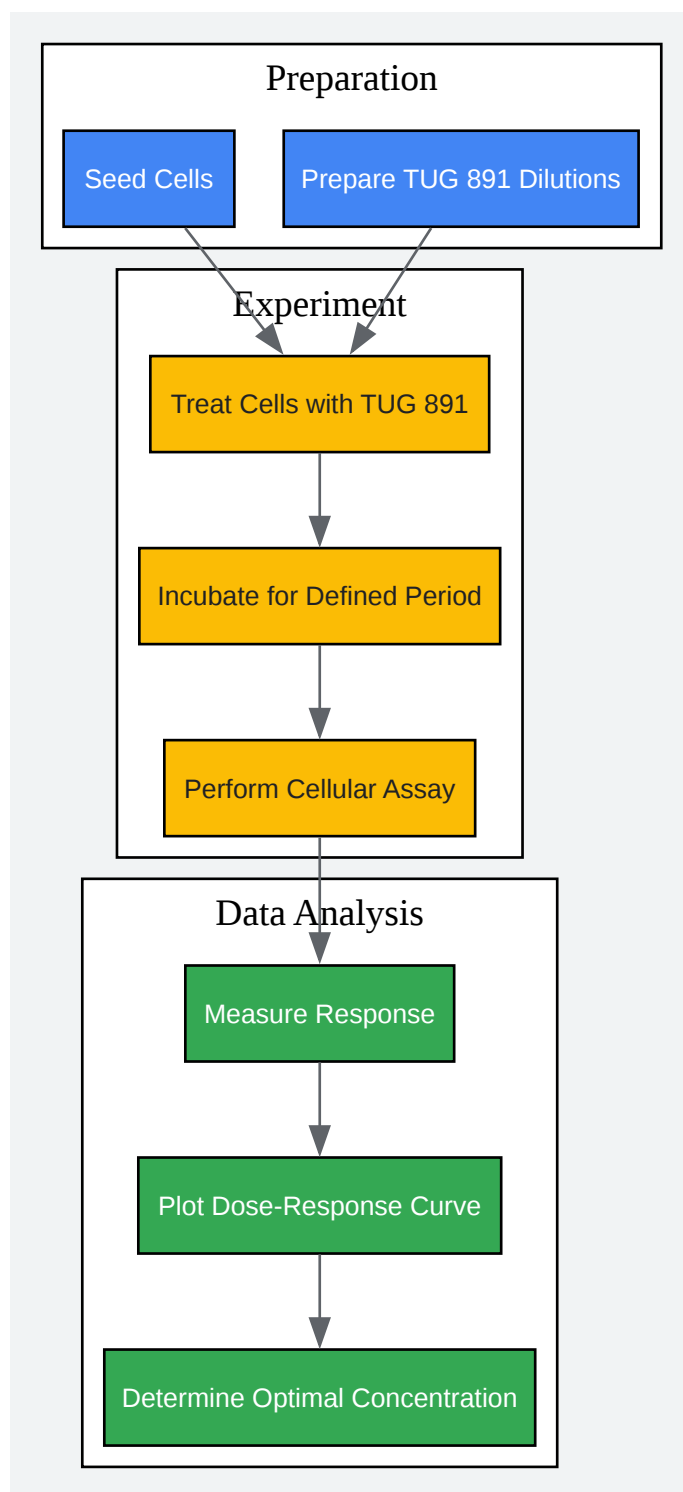 Preparation
Seed Cells
Prepare TUG 891 Dilutions
Experiment
Treat Cells with TUG 891
Incubate for Defined Period
Perform Cellular Assay
Data Analysis
Measure Response
Plot Dose-Response Curve
Determine Optimal Concentration